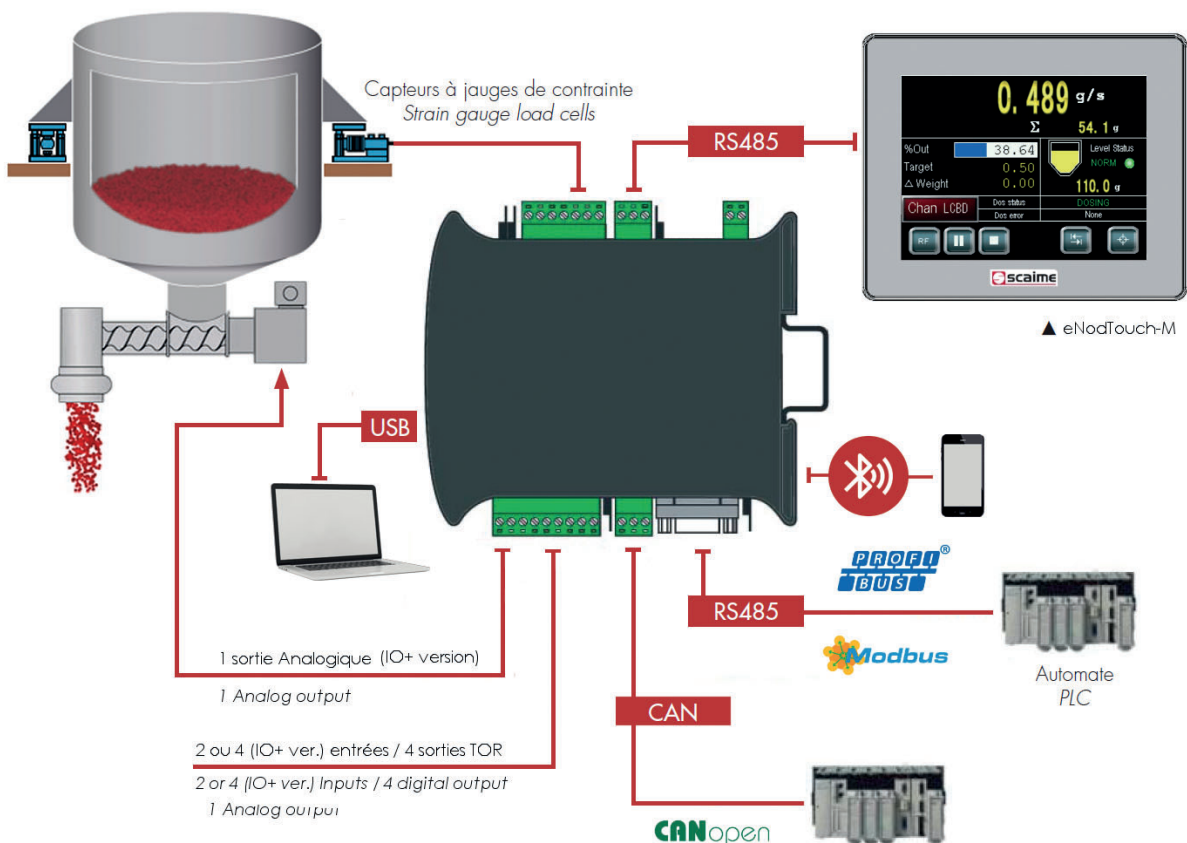 Capteurs à jauges de contrainte
Strain gauge load cells
RS485
0.489 g/s
Σ 54.1 g
%Out 38.64
Level Status
Target 0.50
NORM
Δ Weight 0.00
110.0 g
Chan LCBD
Dos status DOSING
Dos error None
RF
scaime
▲ eNodTouch-M
USB
PROFI
BUS®
RS485
Modbus
Automate
PLC
1 sortie Analogique (IO+ version)
1 Analog output
CAN
2 ou 4 (IO+ ver.) entrées / 4 sorties TOR
2 or 4 (IO+ ver.) Inputs / 4 digital output
1 Analog output
CANopen